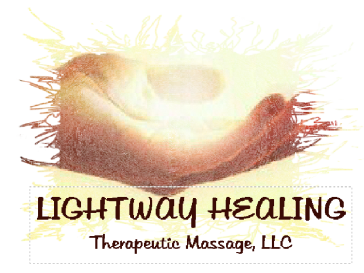 LIGHTWAY HEALING
Therapeutic Massage, LLC